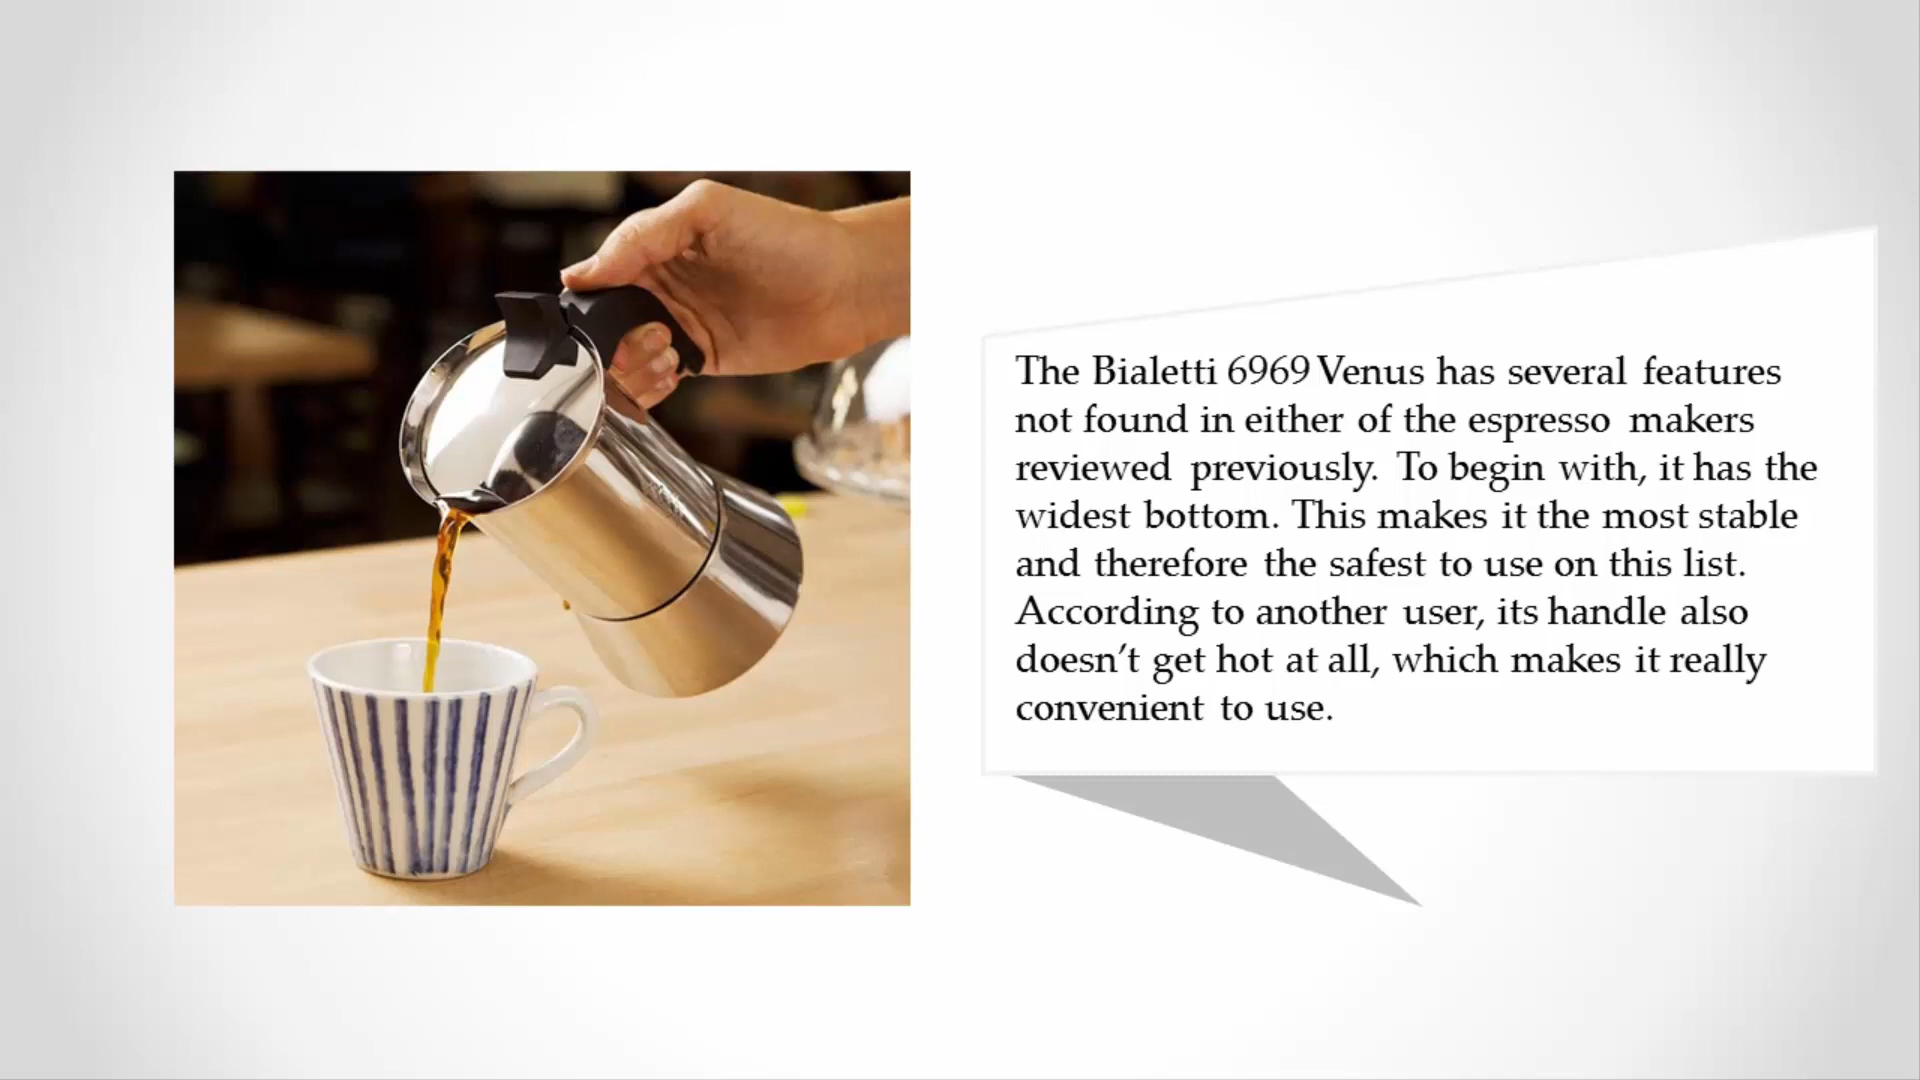 The Bialetti 6969 Venus has several features
not found in either of the espresso makers
reviewed previously. To begin with, it has the
widest bottom. This makes it the most stable
and therefore the safest to use on this list.
According to another user, its handle also
doesn’t get hot at all, which makes it really
convenient to use.